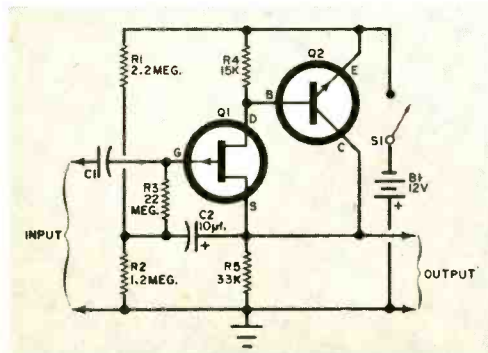 R1
2.2MEG.
R4
15K
Q2
E
B
Q1
D
C
S1
G
C1
B1
12V
+
R3
22
MEG.
C2
10µf.
+
S
INPUT
R2
1.2MEG.
R5
33K
OUTPUT